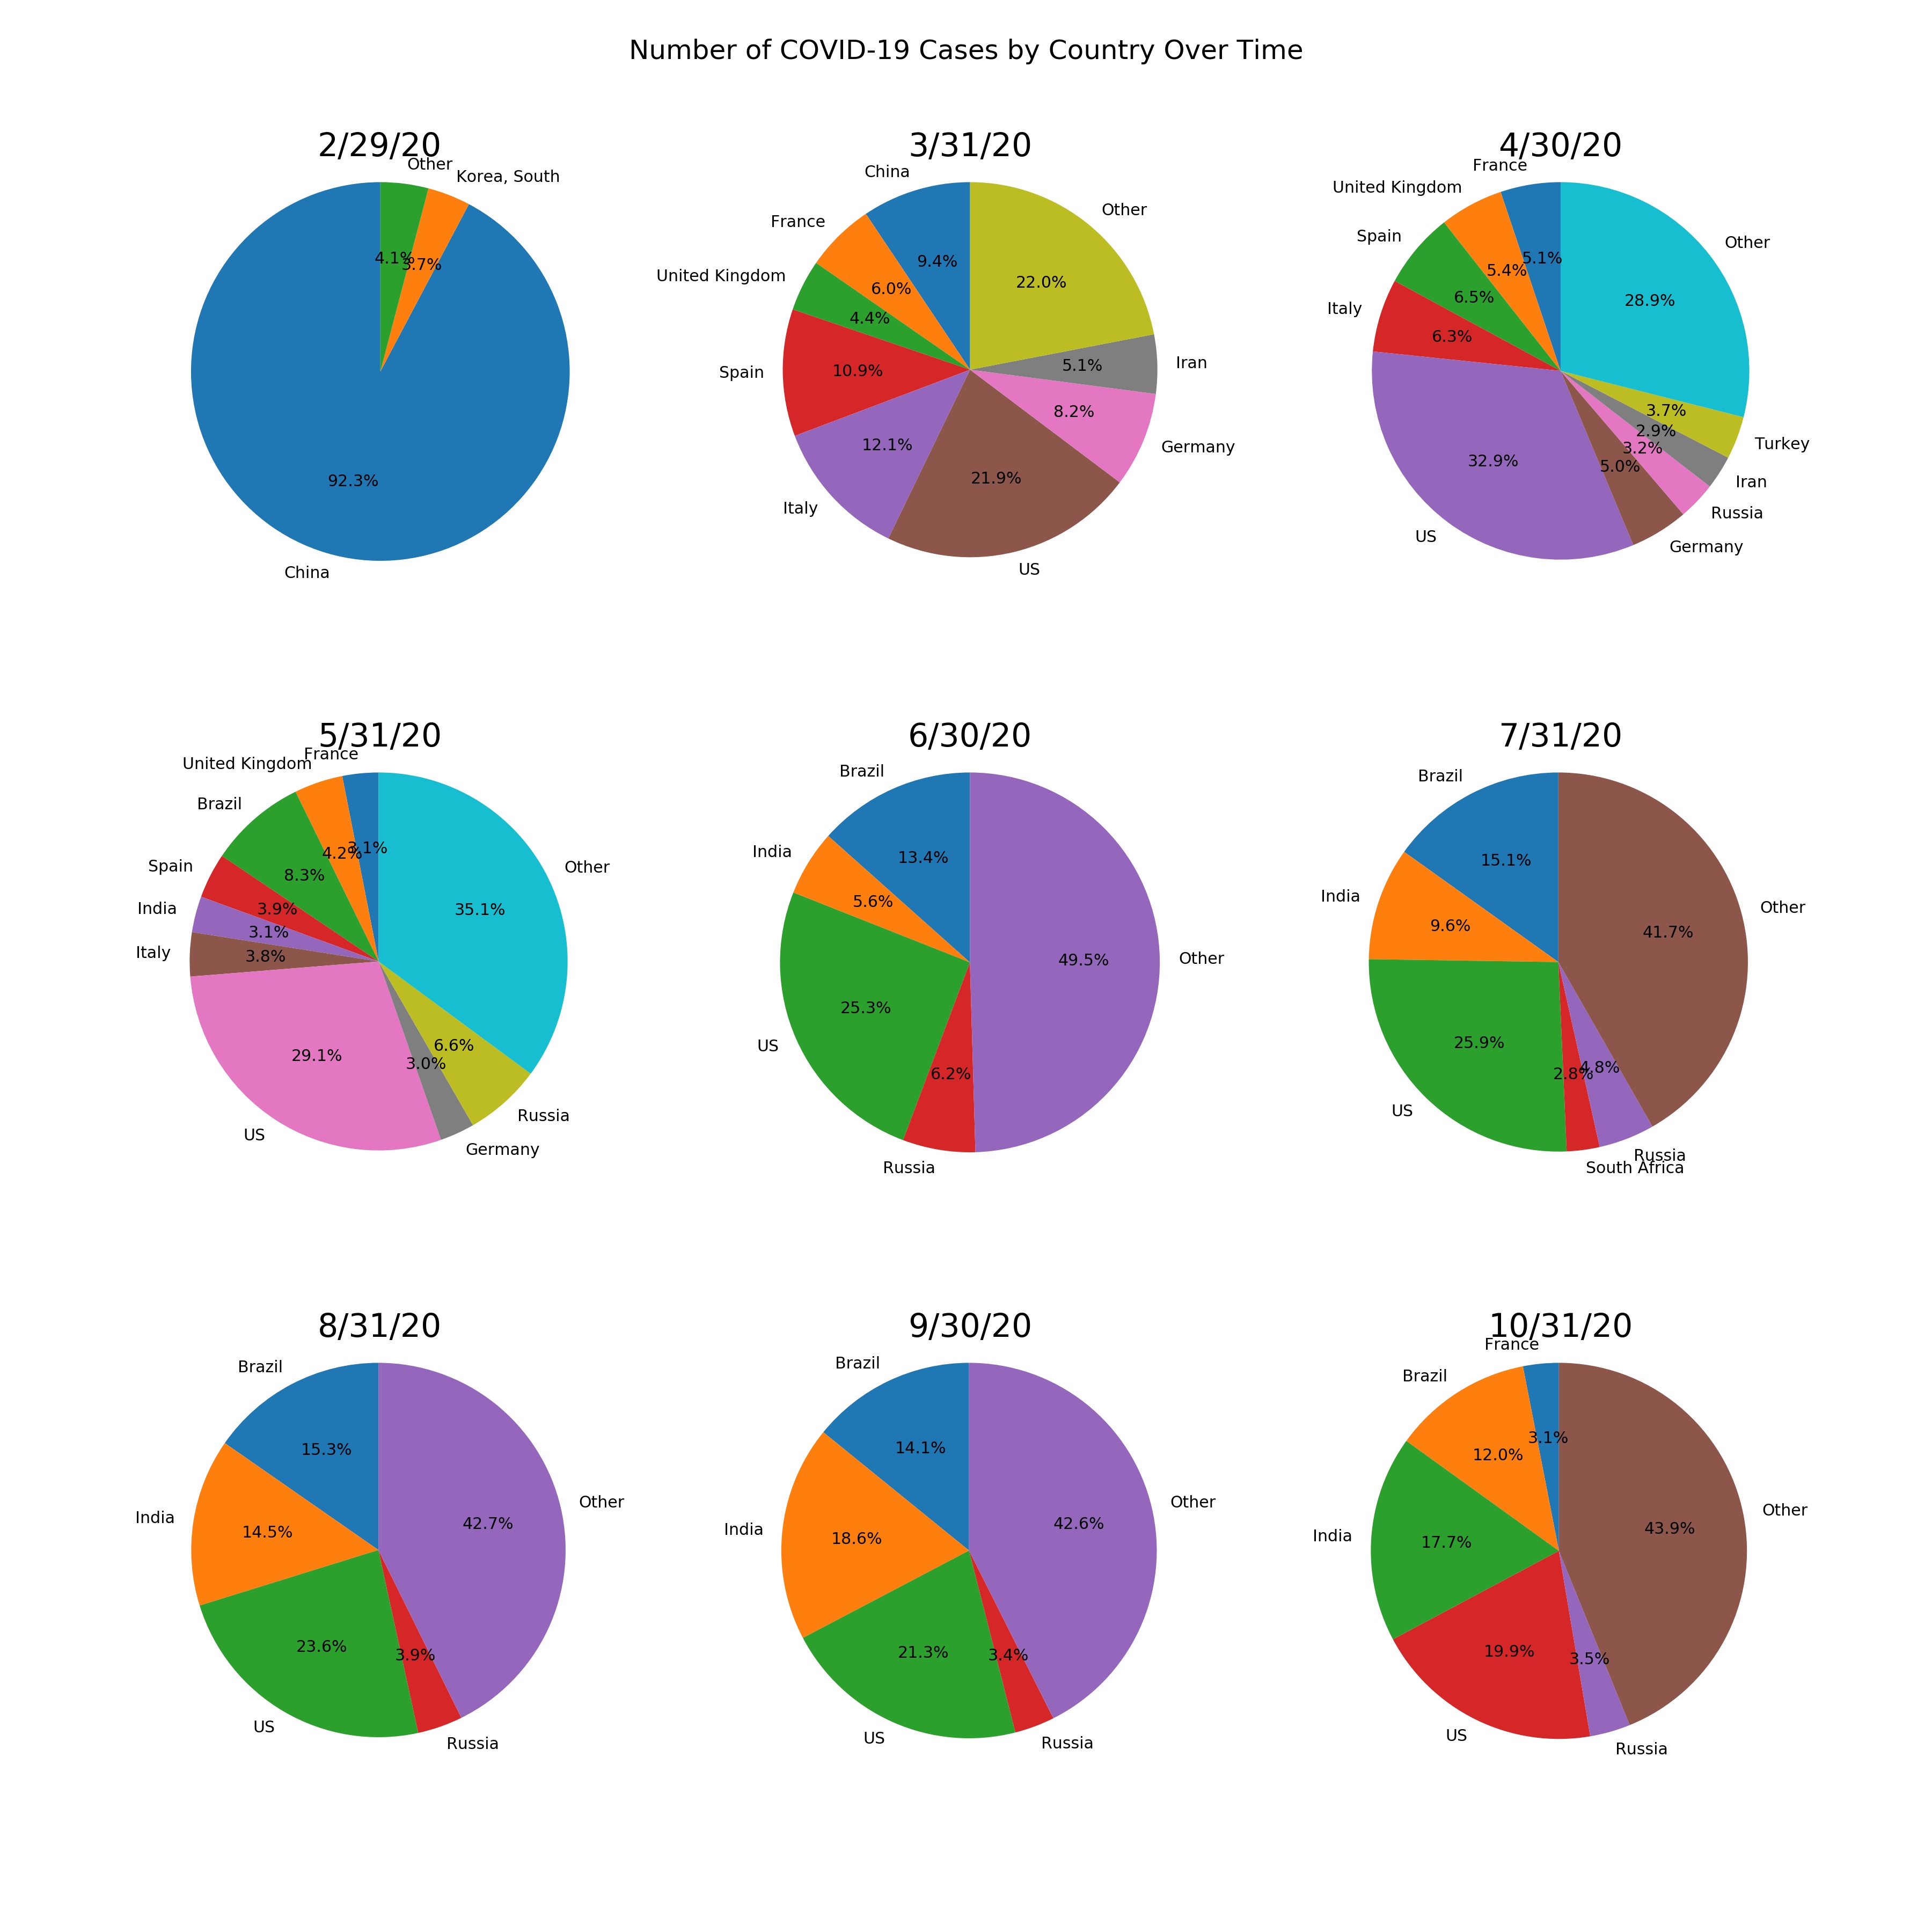 Number of COVID-19 Cases by Country Over Time
2/29/20
Other
Korea, South
4.1%
3.7%
92.3%
China
3/31/20
China
Other
France
United Kingdom
Spain
Italy
US
Germany
Iran
9.4%
22.0%
6.0%
4.4%
10.9%
12.1%
21.9%
8.2%
5.1%
4/30/20
France
United Kingdom
Spain
Italy
US
Germany
Russia
Iran
Turkey
Other
5.1%
5.4%
6.5%
6.3%
32.9%
5.0%
3.2%
2.9%
3.7%
28.9%
5/31/20
France
United Kingdom
Brazil
Spain
India
Italy
US
Germany
Russia
Other
3.1%
4.2%
8.3%
3.9%
3.1%
3.8%
29.1%
3.0%
6.6%
35.1%
6/30/20
Brazil
India
US
Russia
Other
13.4%
5.6%
25.3%
6.2%
49.5%
7/31/20
Brazil
India
US
South Africa
Russia
Other
15.1%
9.6%
25.9%
2.8%
4.8%
41.7%
8/31/20
Brazil
India
US
Russia
Other
15.3%
14.5%
23.6%
3.9%
42.7%
9/30/20
Brazil
India
US
Russia
Other
14.1%
18.6%
21.3%
3.4%
42.6%
10/31/20
France
Brazil
India
US
Russia
Other
3.1%
12.0%
17.7%
19.9%
3.5%
43.9%